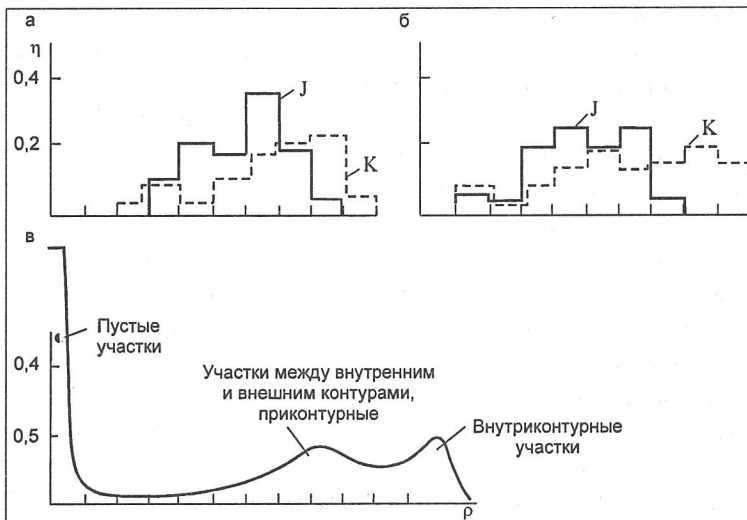 а
б
η
0,4
0,2
J
K
J
K
в
Пустые
участки
0,4
0,5
Участки между внутренним
и внешним контурами,
приконтурные
Внутриконтурные
участки
ρ